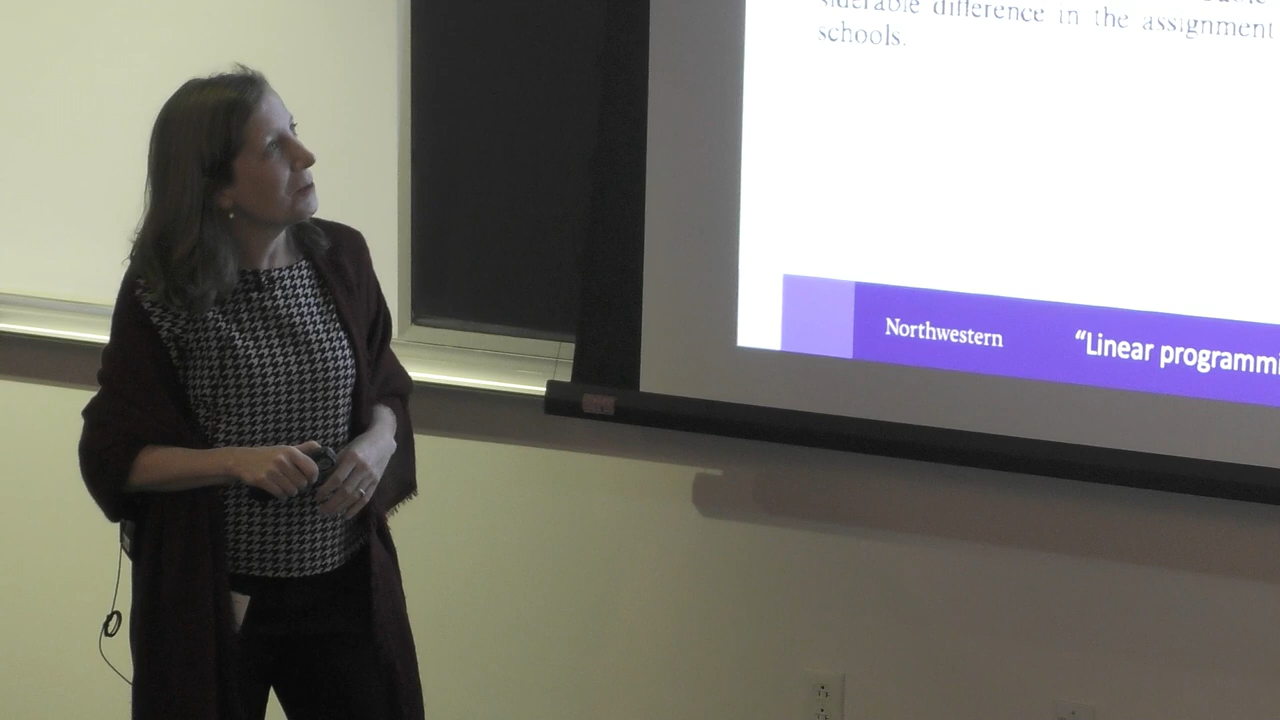 siderable difference in the assignment
schools.
Northwestern
“Linear programmi